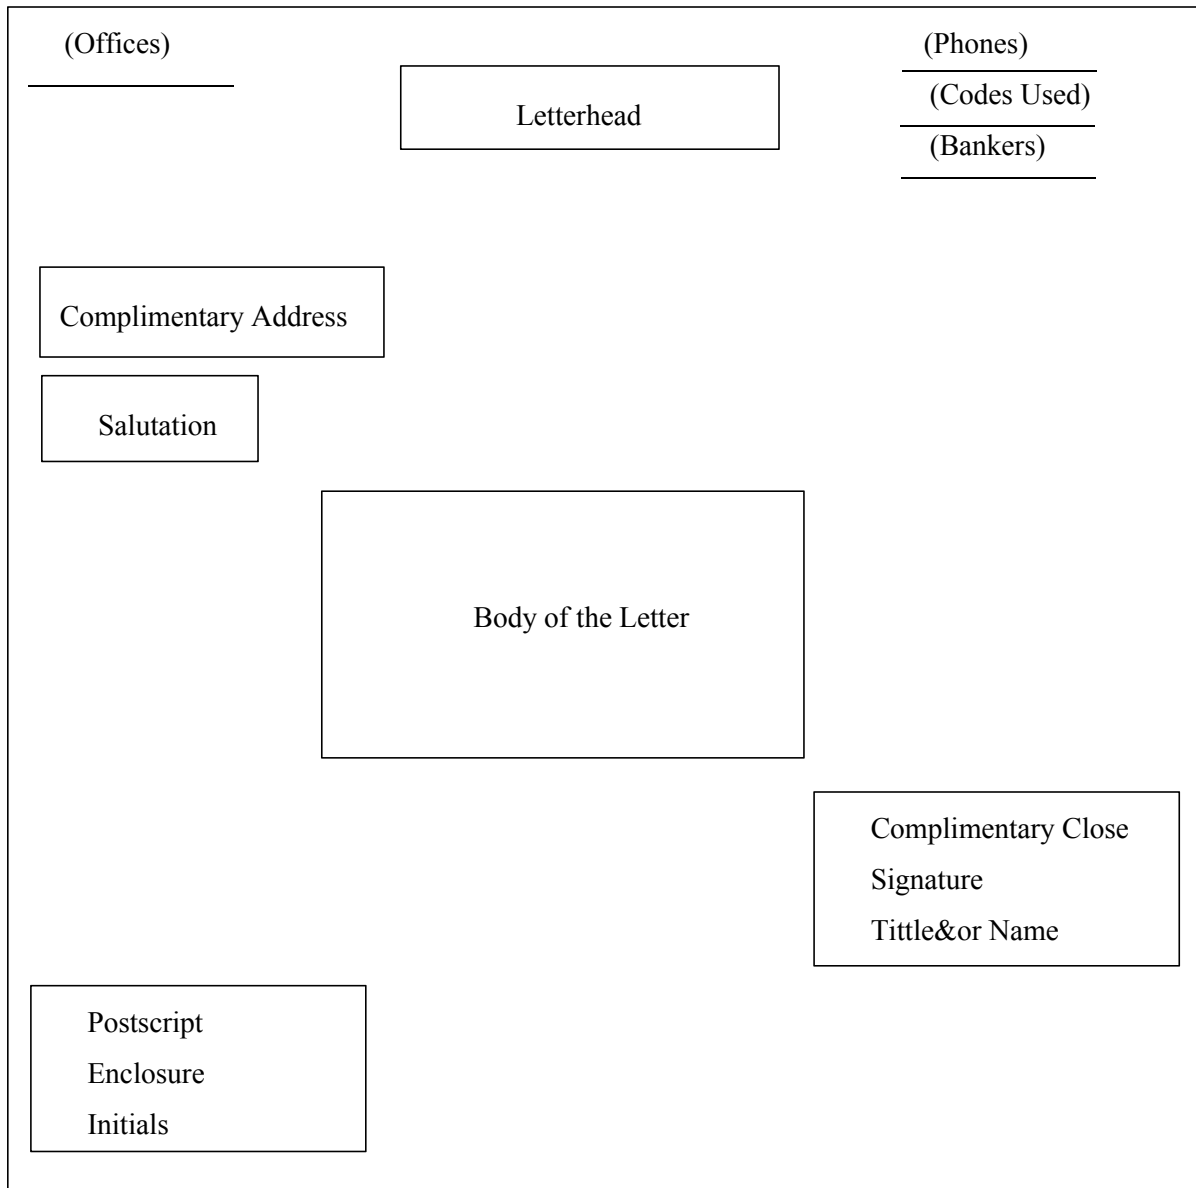 (Offices)
(Phones)
Letterhead
(Codes Used)
(Bankers)
Complimentary Address
Salutation
Body of the Letter
Complimentary Close
Signature
Tittle&or Name
Postscript
Enclosure
Initials